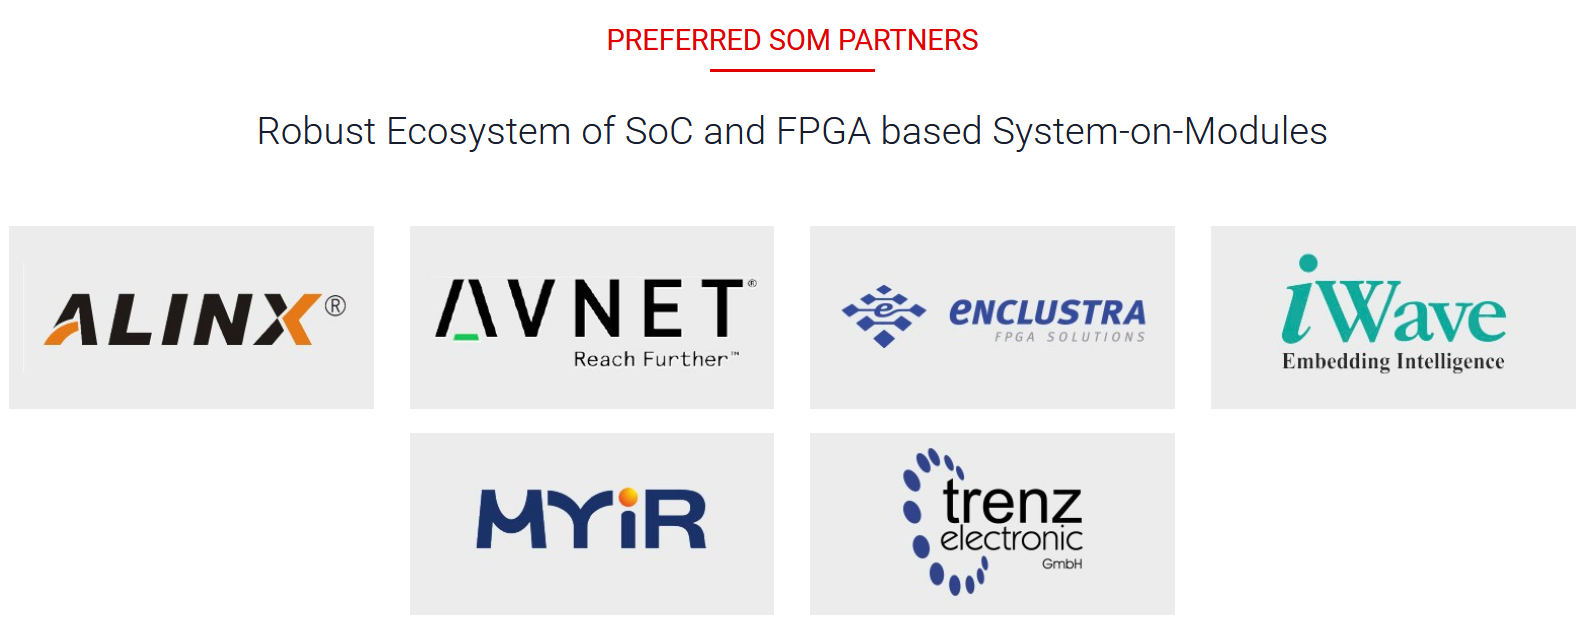 PREFERRED SOM PARTNERS
Robust Ecosystem of SoC and FPGA based System-on-Modules
ALINX®
AVNET®
Reach Further™
e
ENCLUSTRA
FPGA SOLUTIONS
iWave
Embedding Intelligence
MYiR
trenz
electronic
GmbH